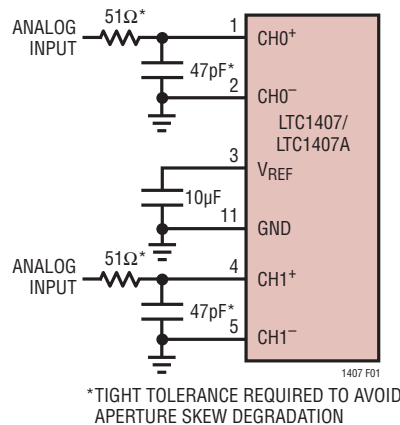 ANALOG
INPUT
51Ω*
47pF*
1
CH0+
2
CH0–
LTC1407/
LTC1407A
3
VREF
10μF
11
GND
ANALOG
INPUT
51Ω*
47pF*
4
CH1+
5
CH1–
1407 F01
*TIGHT TOLERANCE REQUIRED TO AVOID
APERTURE SKEW DEGRADATION